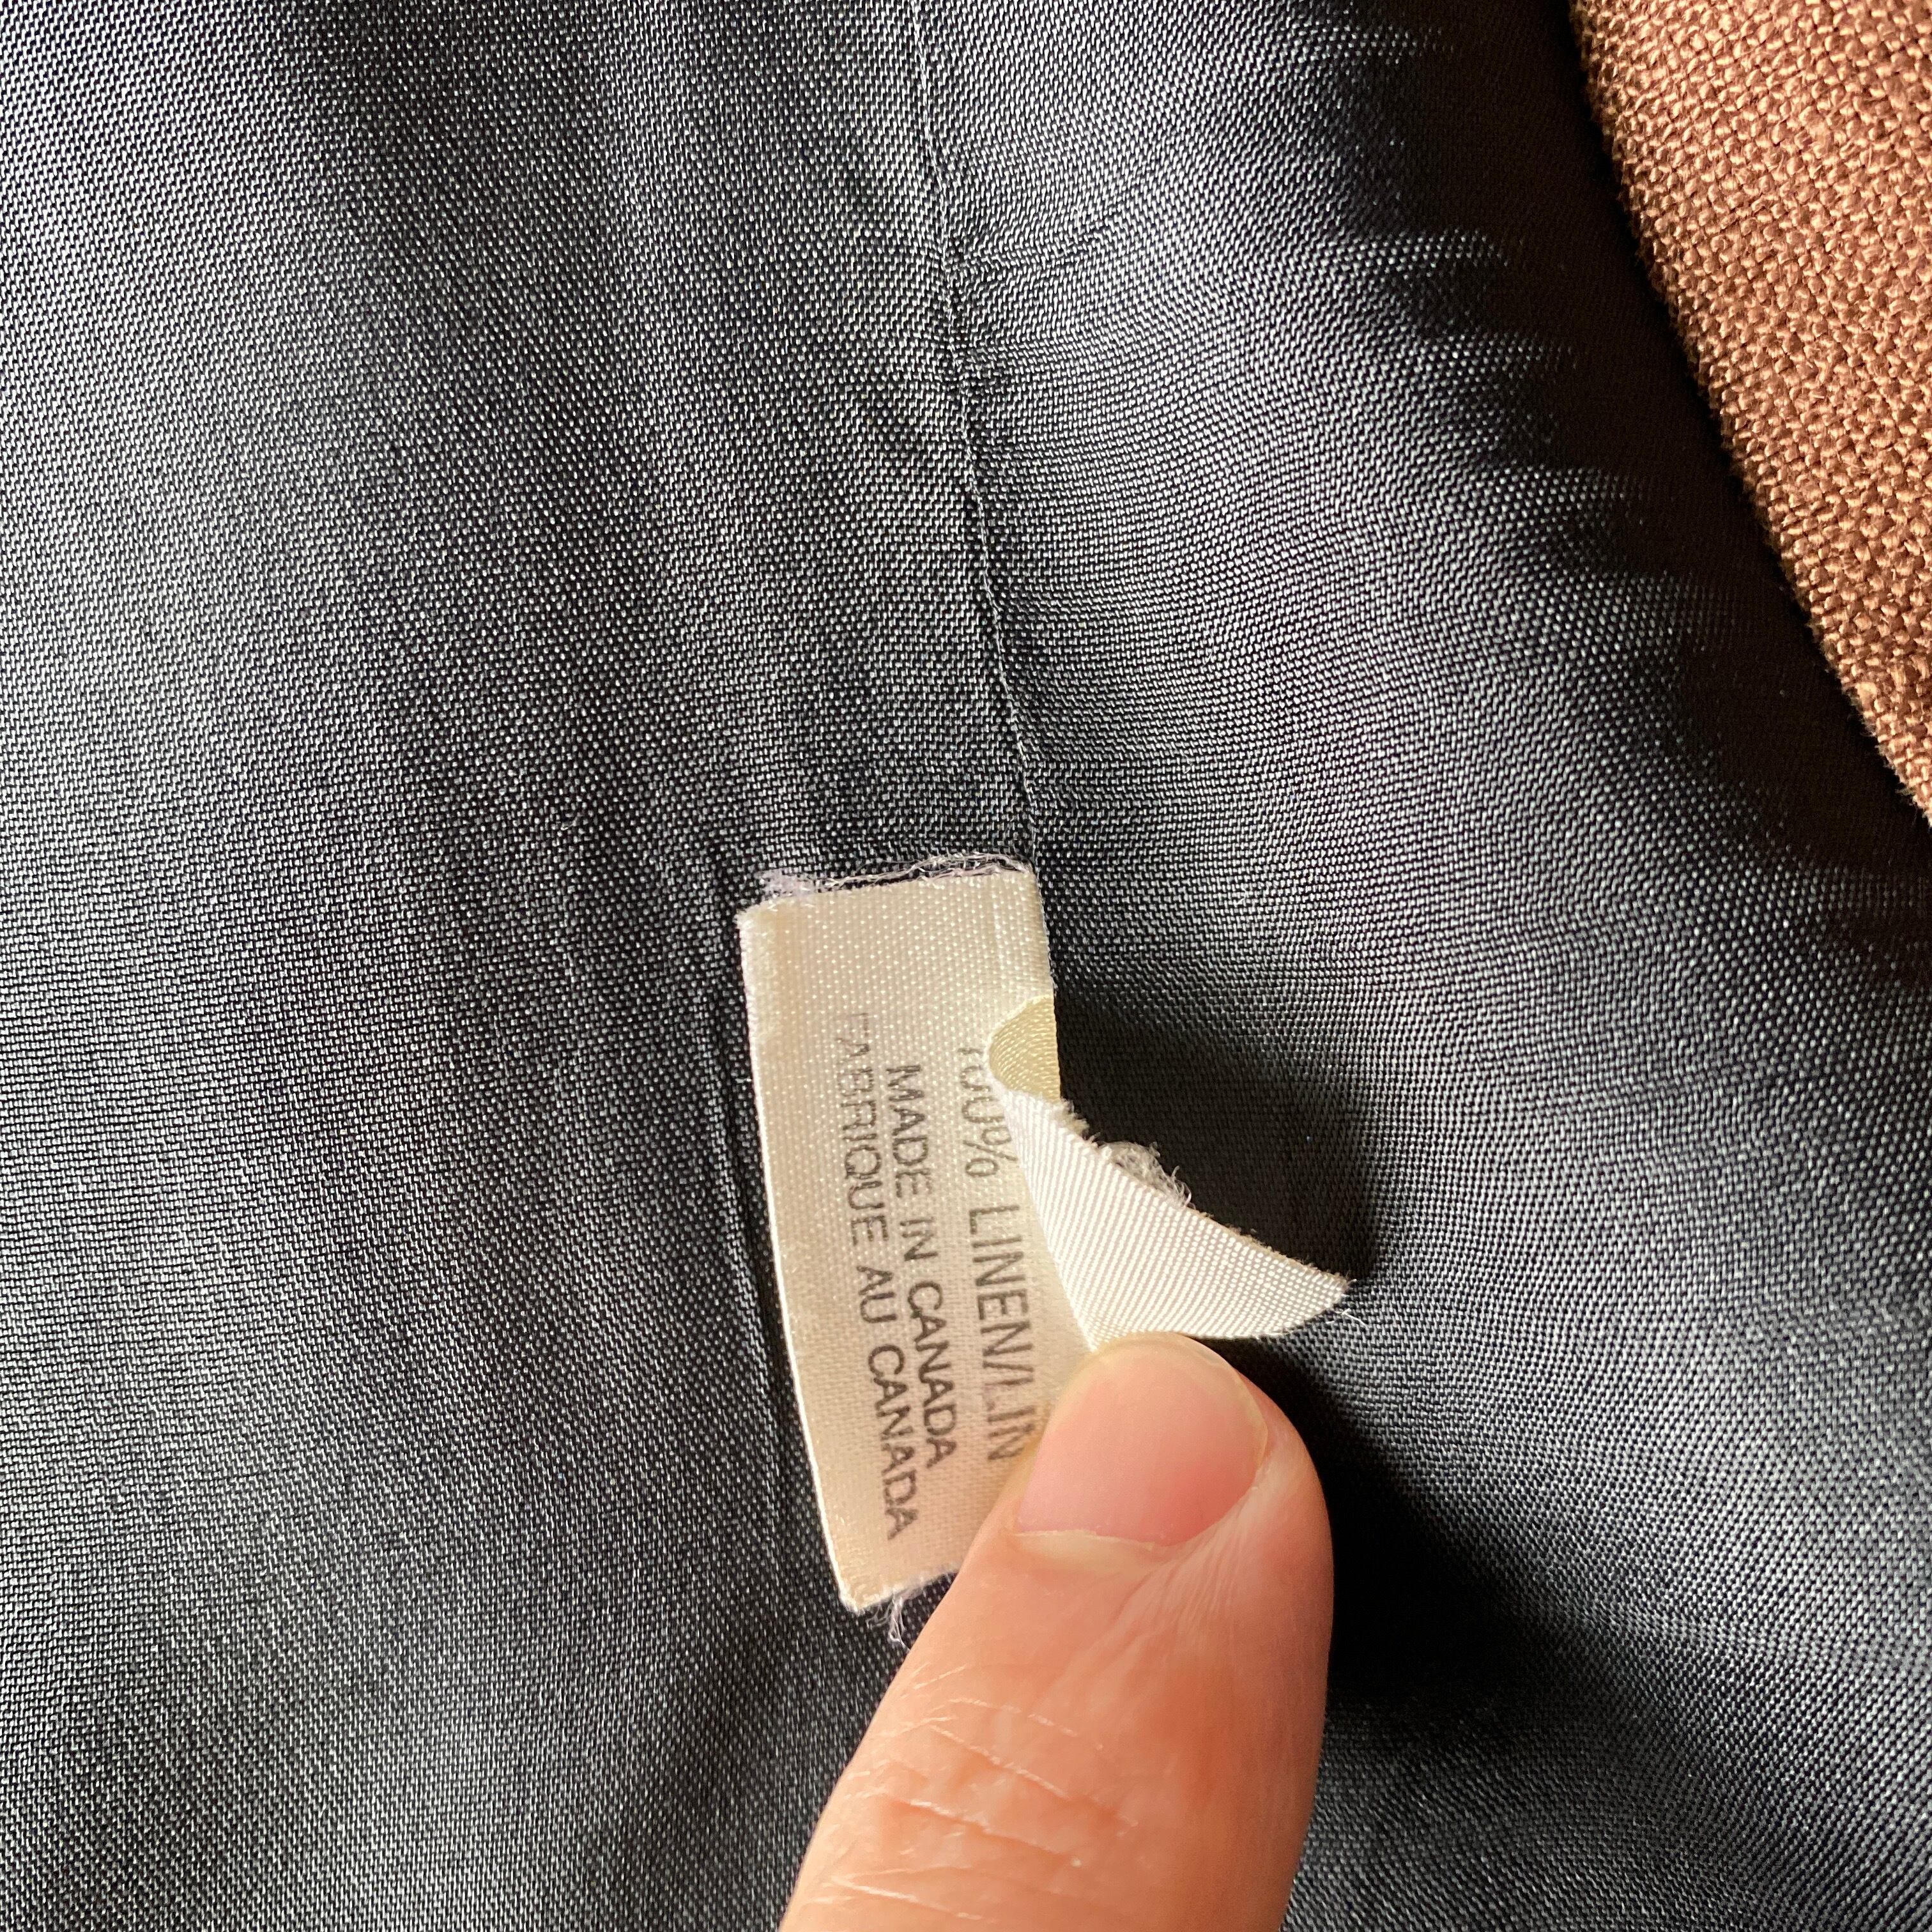 100% LINEN/LIN
MADE IN CANADA
FABRIQUE AU CANADA